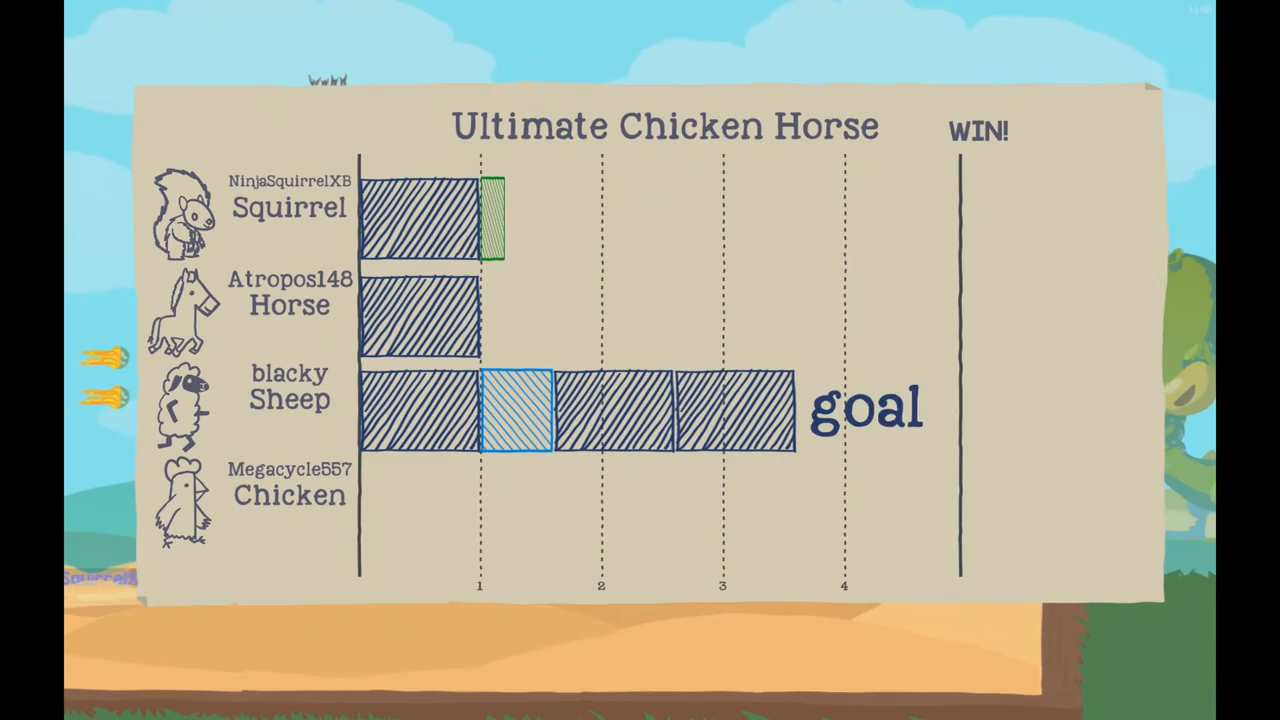 Ultimate Chicken Horse
WIN!
NinjaSquirrelXB
Squirrel
Atropos148
Horse
blacky
Sheep
goal
Megacycle557
Chicken
1 2 3 4